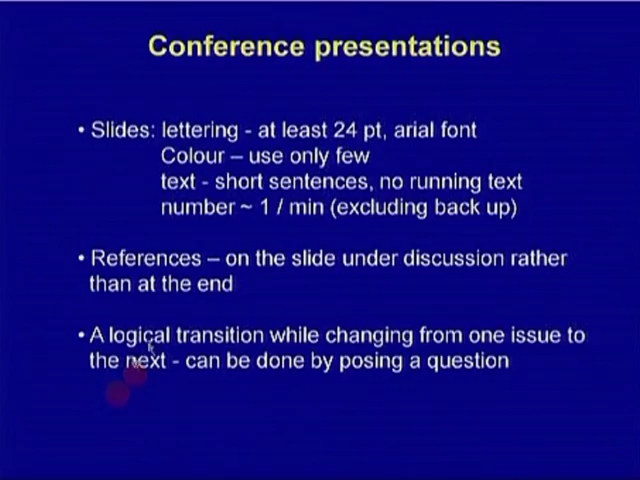 Conference presentations
• Slides: lettering - at least 24 pt, arial font
Colour – use only few
text - short sentences, no running text
number ~ 1 / min (excluding back up)
• References – on the slide under discussion rather
than at the end
• A logical transition while changing from one issue to
the next - can be done by posing a question